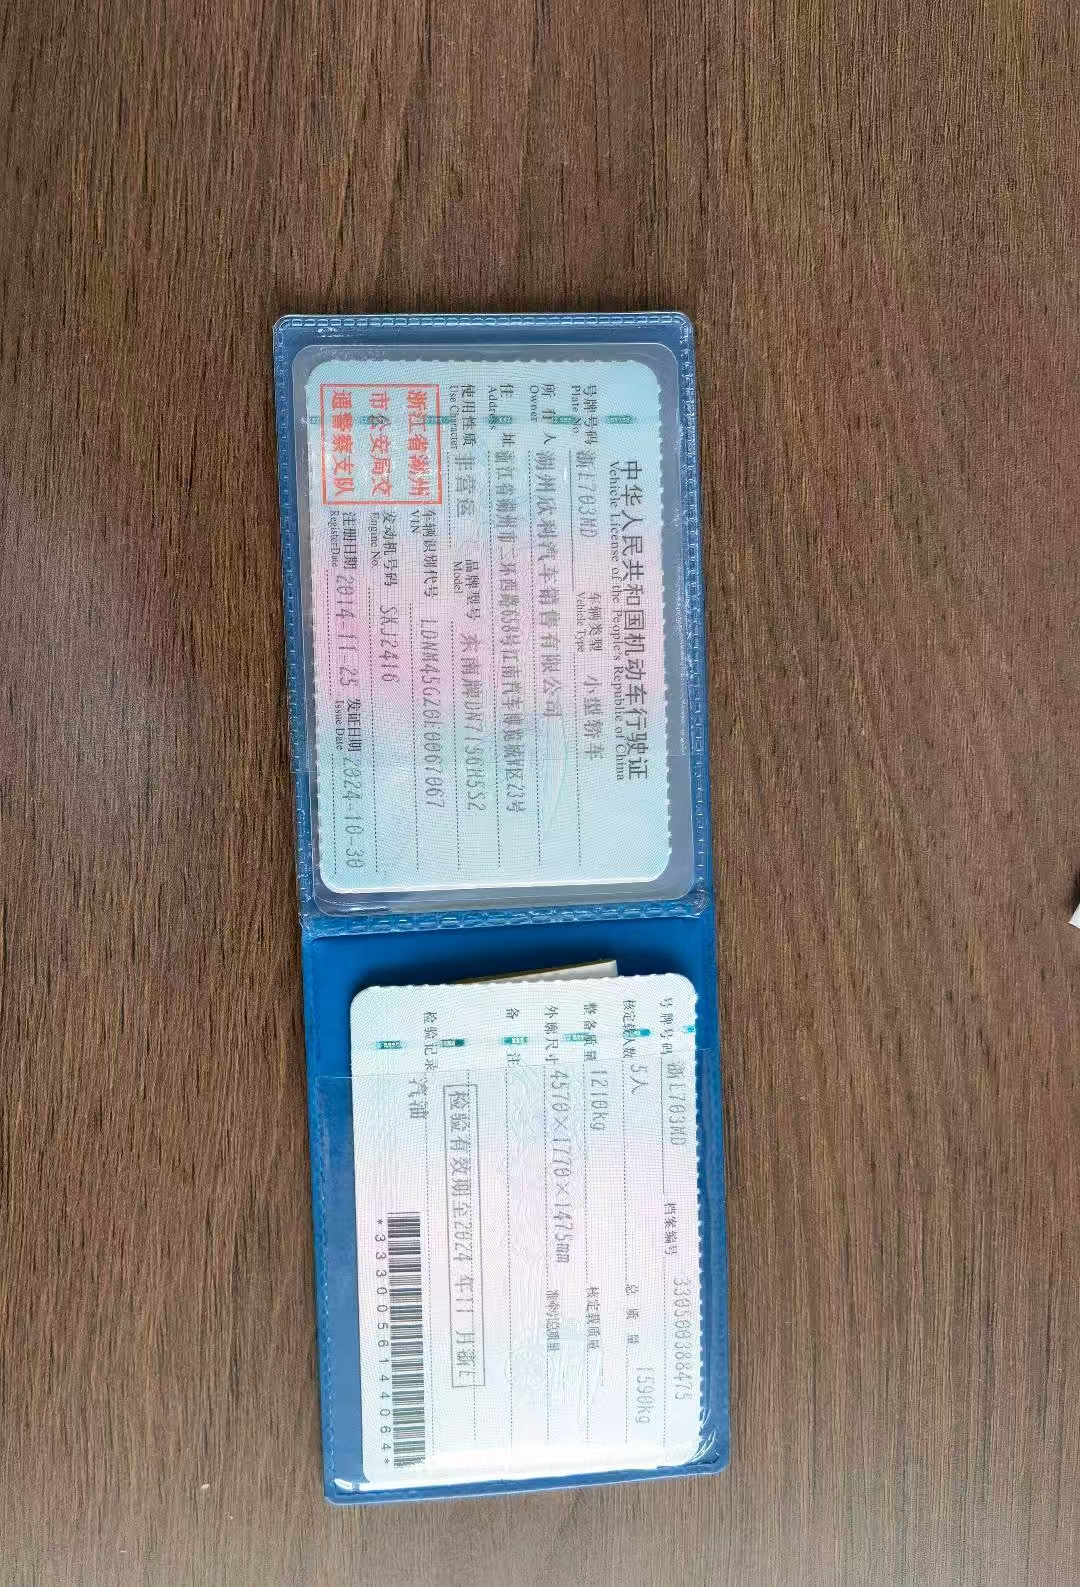 中华人民共和国机动车行驶证
Vehicle License of the People's Republic of China
号牌号码 浙E703MD 车辆类型 小型轿车
Plate No. Vehicle Type
所有人 湖州欣利汽车销售有限公司
Owner
住址 浙江省湖州市二环西路658号江南汽车博览城W区23号
Address
使用性质 非营运 品牌型号 东南牌DN7156H5S2
Use Character Model
浙江省湖州
市公安局交
通警察支队
车辆识别代号 LDNM45GZ0E0067067
VIN
发动机号码 SKJ2416
Engine No.
注册日期 2014-11-25 发证日期 2024-10-30
Register Date Issue Date
号牌号码 浙E703MD 档案编号 330500388475
核定载人数 5人 总质量 1590kg
整备质量 1210kg 核定载质量
外廓尺寸 4570×1770×1475mm 准牵引总质量
备注
检验有效期至2024年11月浙E
检验记录 汽油
*3330056144064*